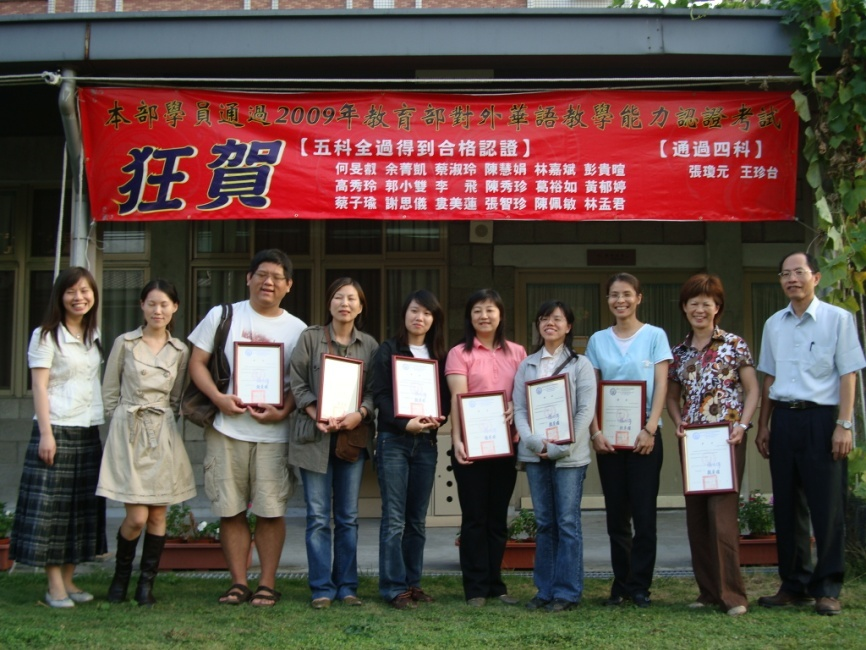 本部學員通過2009年教育部對外華語教學能力認證考試
狂賀
【五科全過得到合格認證】
何旻叡 余菁凱 蔡淑玲 陳慧娟 林嘉斌 彭貴暄
高秀玲 郭小雙 李 飛 陳秀珍 葛裕如 黃郁婷
蔡子瑜 謝思儀 婁美蓮 張智珍 陳佩敏 林孟君
【通過四科】
張瓊元 王珍台